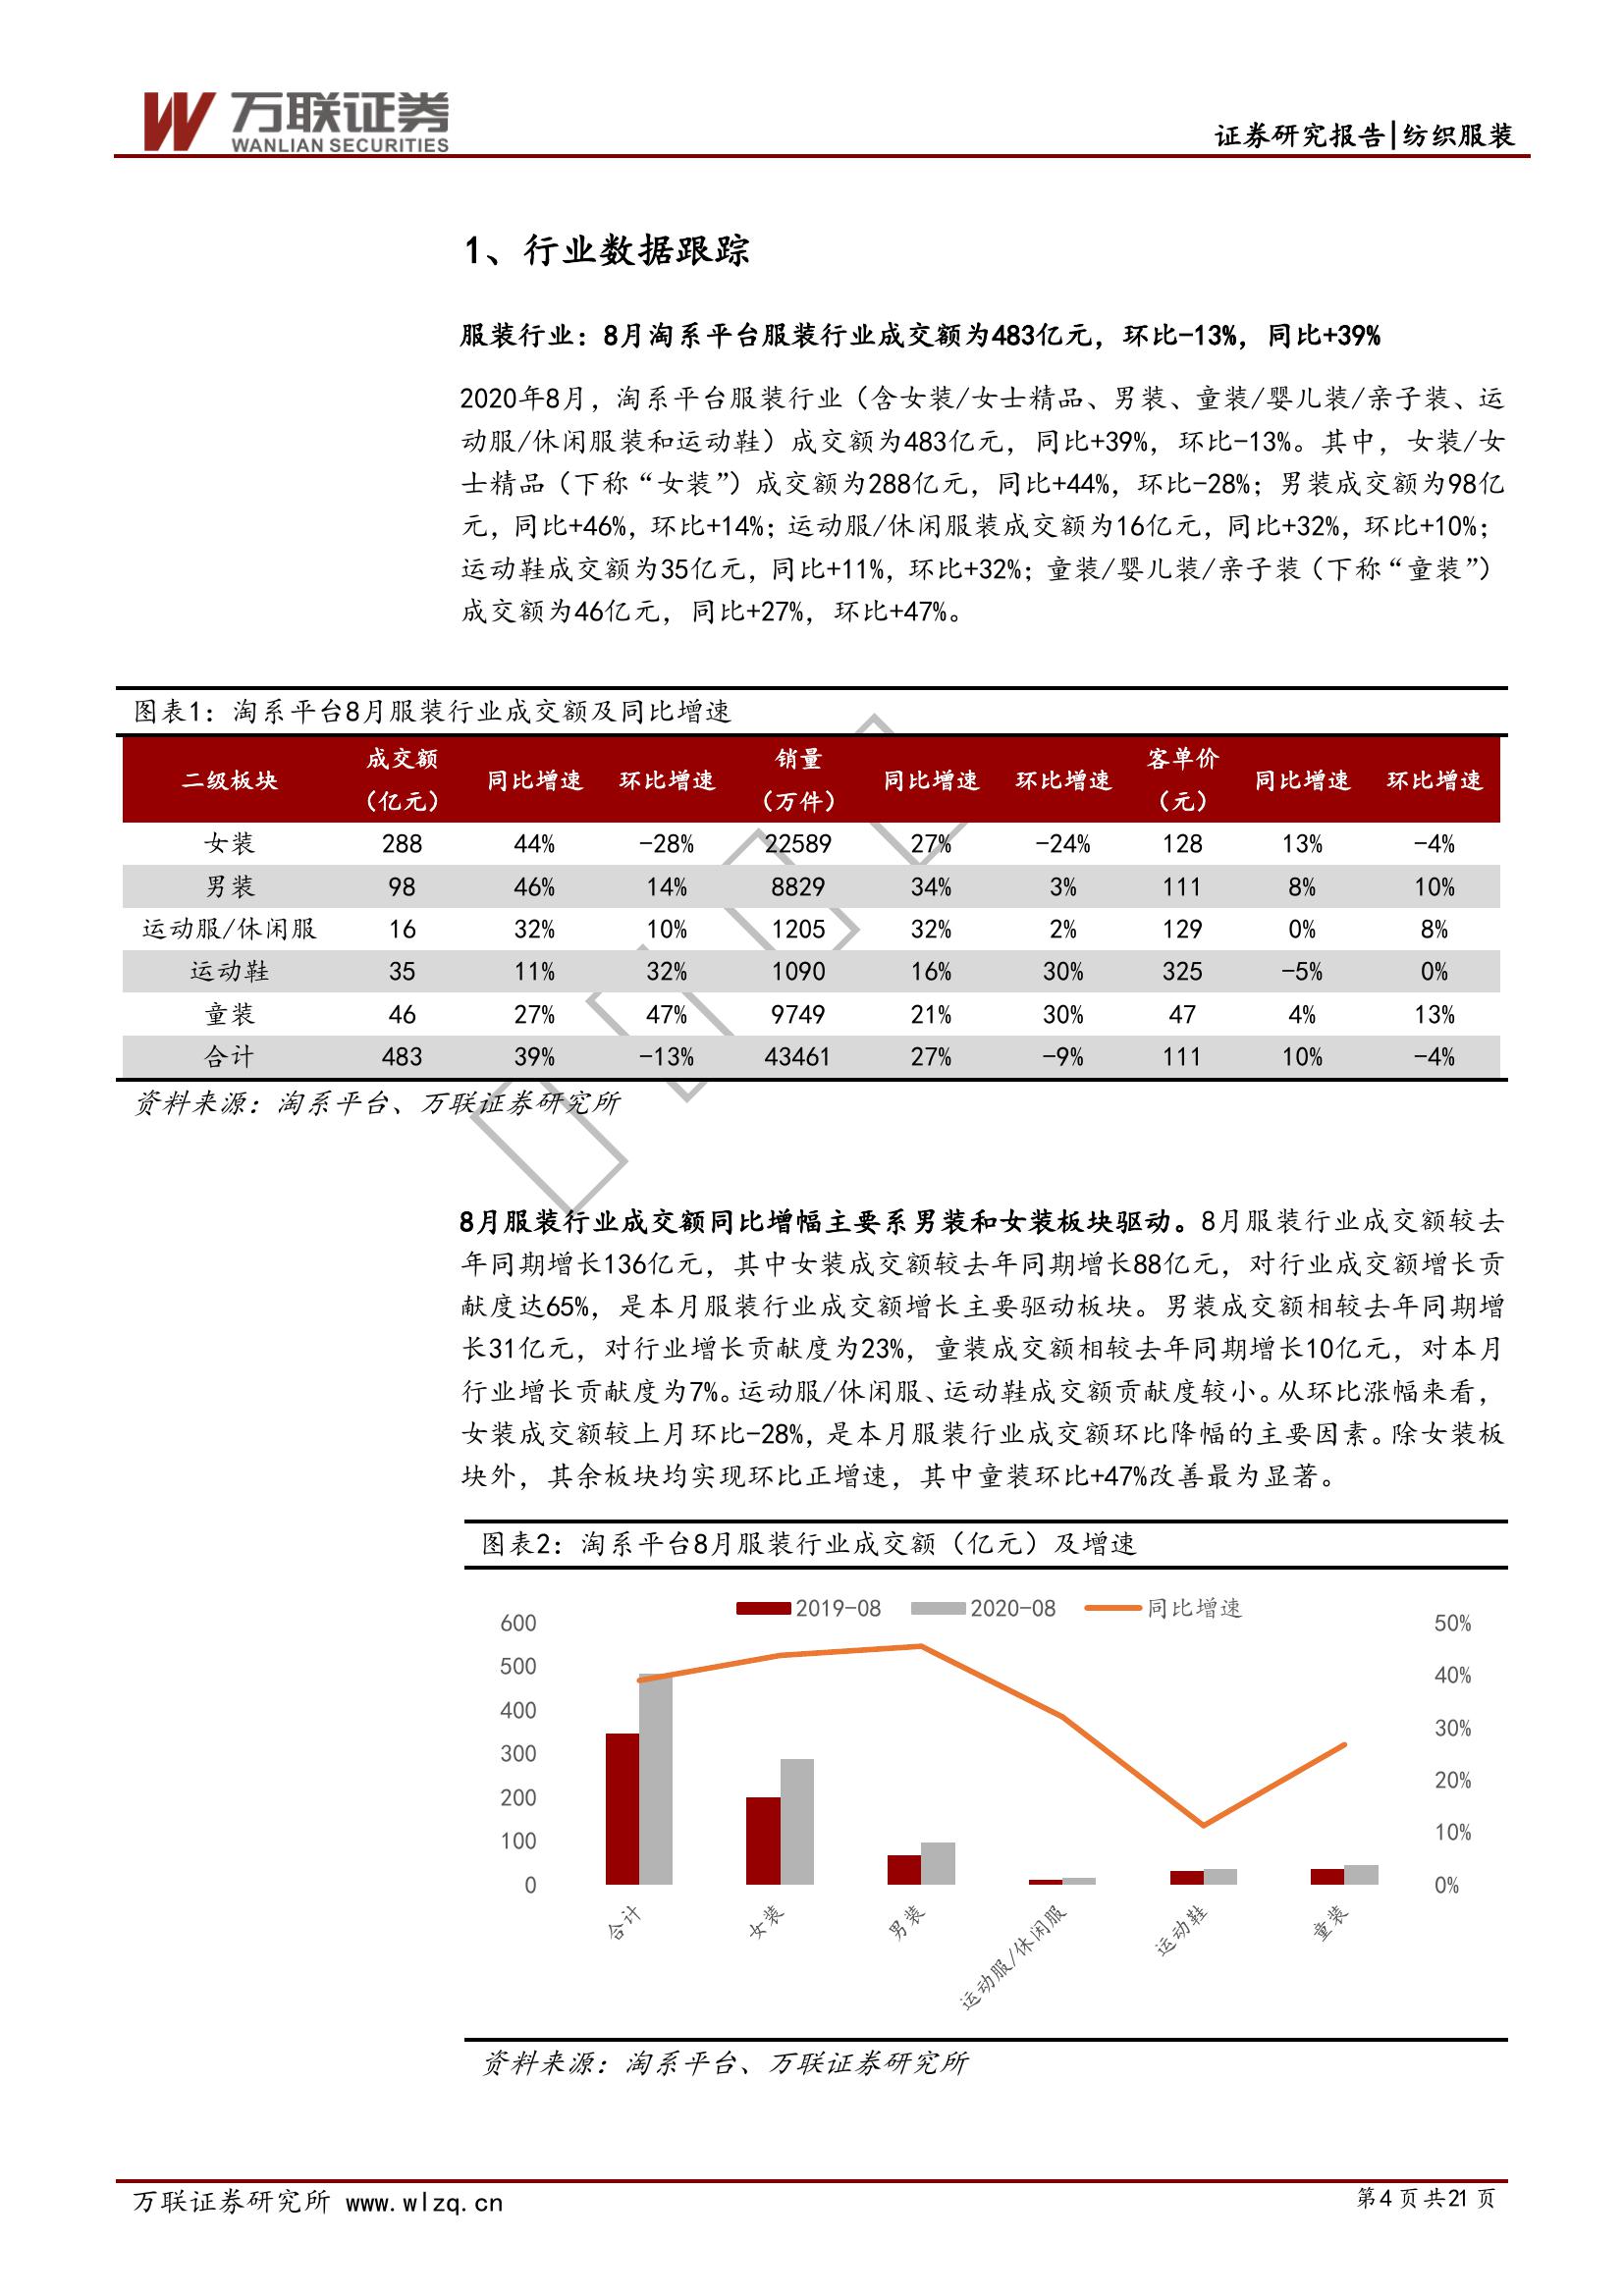 万联证券
WANLIAN SECURITIES
证券研究报告|纺织服装
1、行业数据跟踪
服装行业：8月淘系平台服装行业成交额为483亿元，环比-13%，同比+39%
2020年8月，淘系平台服装行业（含女装/女士精品、男装、童装/婴儿装/亲子装、运
动服/休闲服装和运动鞋）成交额为483亿元，同比+39%，环比-13%。其中，女装/女
士精品（下称“女装”）成交额为288亿元，同比+44%，环比-28%；男装成交额为98亿
元，同比+46%，环比+14%；运动服/休闲服装成交额为16亿元，同比+32%，环比+10%；
运动鞋成交额为35亿元，同比+11%，环比+32%；童装/婴儿装/亲子装（下称“童装”）
成交额为46亿元，同比+27%，环比+47%。
图表1：淘系平台8月服装行业成交额及同比增速
二级板块 成交额（亿元） 同比增速 环比增速 销量（万件） 同比增速 环比增速 客单价（元） 同比增速 环比增速
女装 288 44% -28% 22589 27% -24% 128 13% -4%
男装 98 46% 14% 8829 34% 3% 111 8% 10%
运动服/休闲服 16 32% 10% 1205 32% 2% 129 0% 8%
运动鞋 35 11% 32% 1090 16% 30% 325 -5% 0%
童装 46 27% 47% 9749 21% 30% 47 4% 13%
合计 483 39% -13% 43461 27% -9% 111 10% -4%
资料来源：淘系平台、万联证券研究所
8月服装行业成交额同比增幅主要系男装和女装板块驱动。8月服装行业成交额较去
年同期增长136亿元，其中女装成交额较去年同期增长88亿元，对行业成交额增长贡
献度达65%，是本月服装行业成交额增长主要驱动板块。男装成交额相较去年同期增
长31亿元，对行业增长贡献度为23%，童装成交额相较去年同期增长10亿元，对本月
行业增长贡献度为7%。运动服/休闲服、运动鞋成交额贡献度较小。从环比涨幅来看，
女装成交额较上月环比-28%，是本月服装行业成交额环比降幅的主要因素。除女装板
块外，其余板块均实现环比正增速，其中童装环比+47%改善最为显著。
图表2：淘系平台8月服装行业成交额（亿元）及增速
2019-08 2020-08 同比增速
600 50%
500 40%
400 30%
300 20%
200 10%
100 0%
0
合计 女装 男装 运动服/休闲服 运动鞋 童装
资料来源：淘系平台、万联证券研究所
万联证券研究所 www.wlzq.cn
第4页共21页